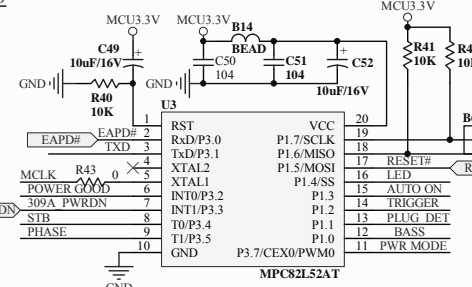 MCU3.3V
MCU3.3V
MCU3.3V
B14
BEAD
C49
10uF/16V
C50
104
C51
104
C52
10uF/16V
R41
10K
GND
GND
R40
10K
U3
1 RST VCC 20
EAPD# EAPD# 2 RxD/P3.0 P1.7/SCLK 19
TXD 3 TxD/P3.1 P1.6/MISO 18
4 XTAL2 P1.5/MOSI 17 RESET#
MCLK R43 0 5 XTAL1 P1.4/SS 16 LED
POWER GOOD 6 INT0/P3.2 P1.3 15 AUTO ON
309A PWRDN 7 INT1/P3.3 P1.2 14 TRIGGER
STB 8 T0/P3.4 P1.1 13 PLUG DET
PHASE 9 T1/P3.5 P1.0 12 BASS
10 GND P3.7/CEX0/PWM0 11 PWR MODE
MPC82L52AT
GND